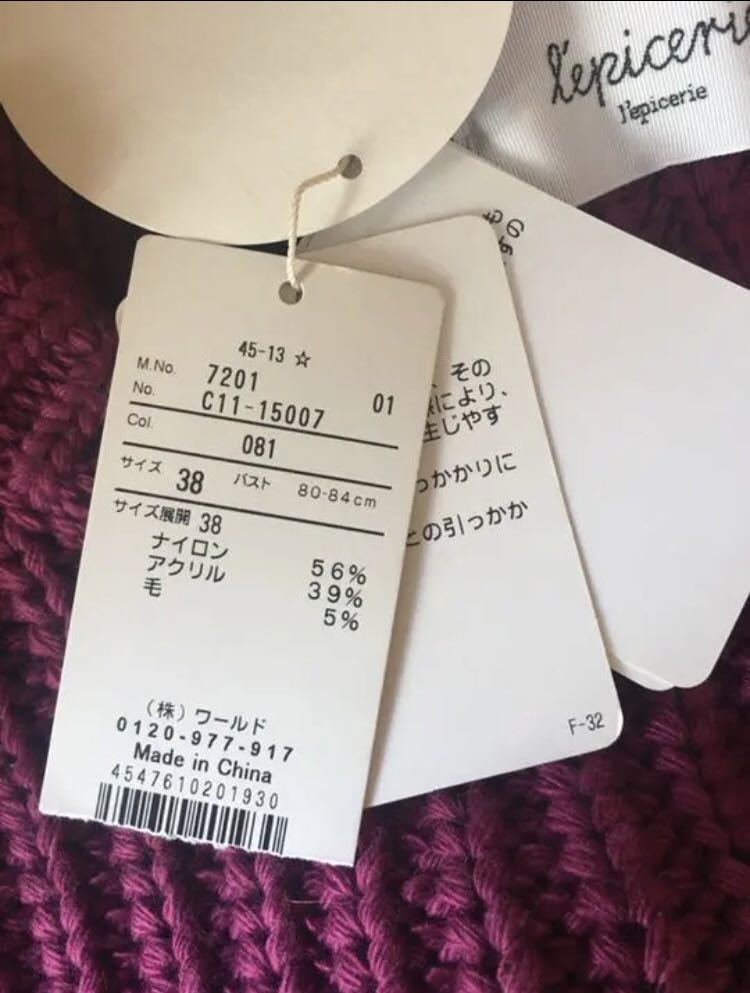 l'epicerie
l'epicerie
45-13 ☆
M.No. 7201
No. C11-15007 01
Col. 081
サイズ 38 バスト 80-84cm
サイズ展開 38
ナイロン 56%
アクリル 39%
毛 5%
(株)ワールド
0120-977-917
Made in China
4547610201930
、その
により、
生じやす
っかかりに
との引っかか
F-32